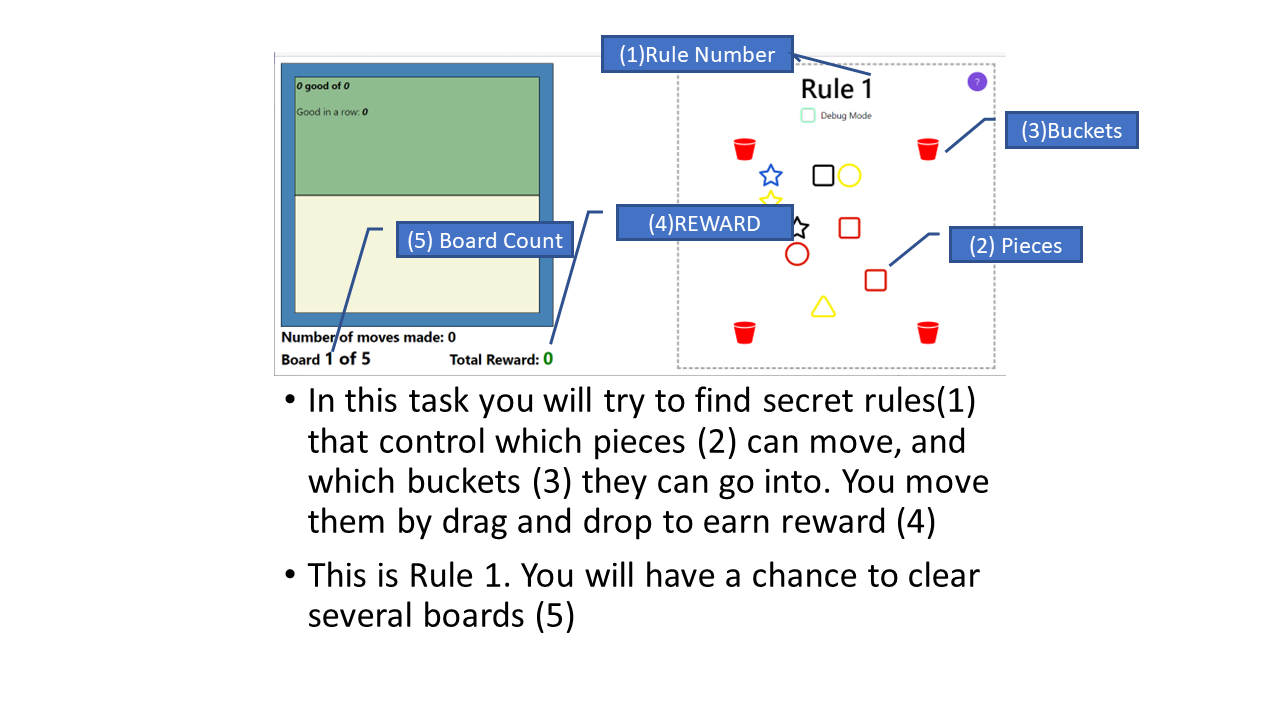 (1)Rule Number
0 good of 0
Rule 1
?
Good in a row: 0
Debug Mode
(3)Buckets
(4)REWARD
(5) Board Count
(2) Pieces
Number of moves made: 0
Board 1 of 5
Total Reward: 0
• In this task you will try to find secret rules(1)
that control which pieces (2) can move, and
which buckets (3) they can go into. You move
them by drag and drop to earn reward (4)
• This is Rule 1. You will have a chance to clear
several boards (5)